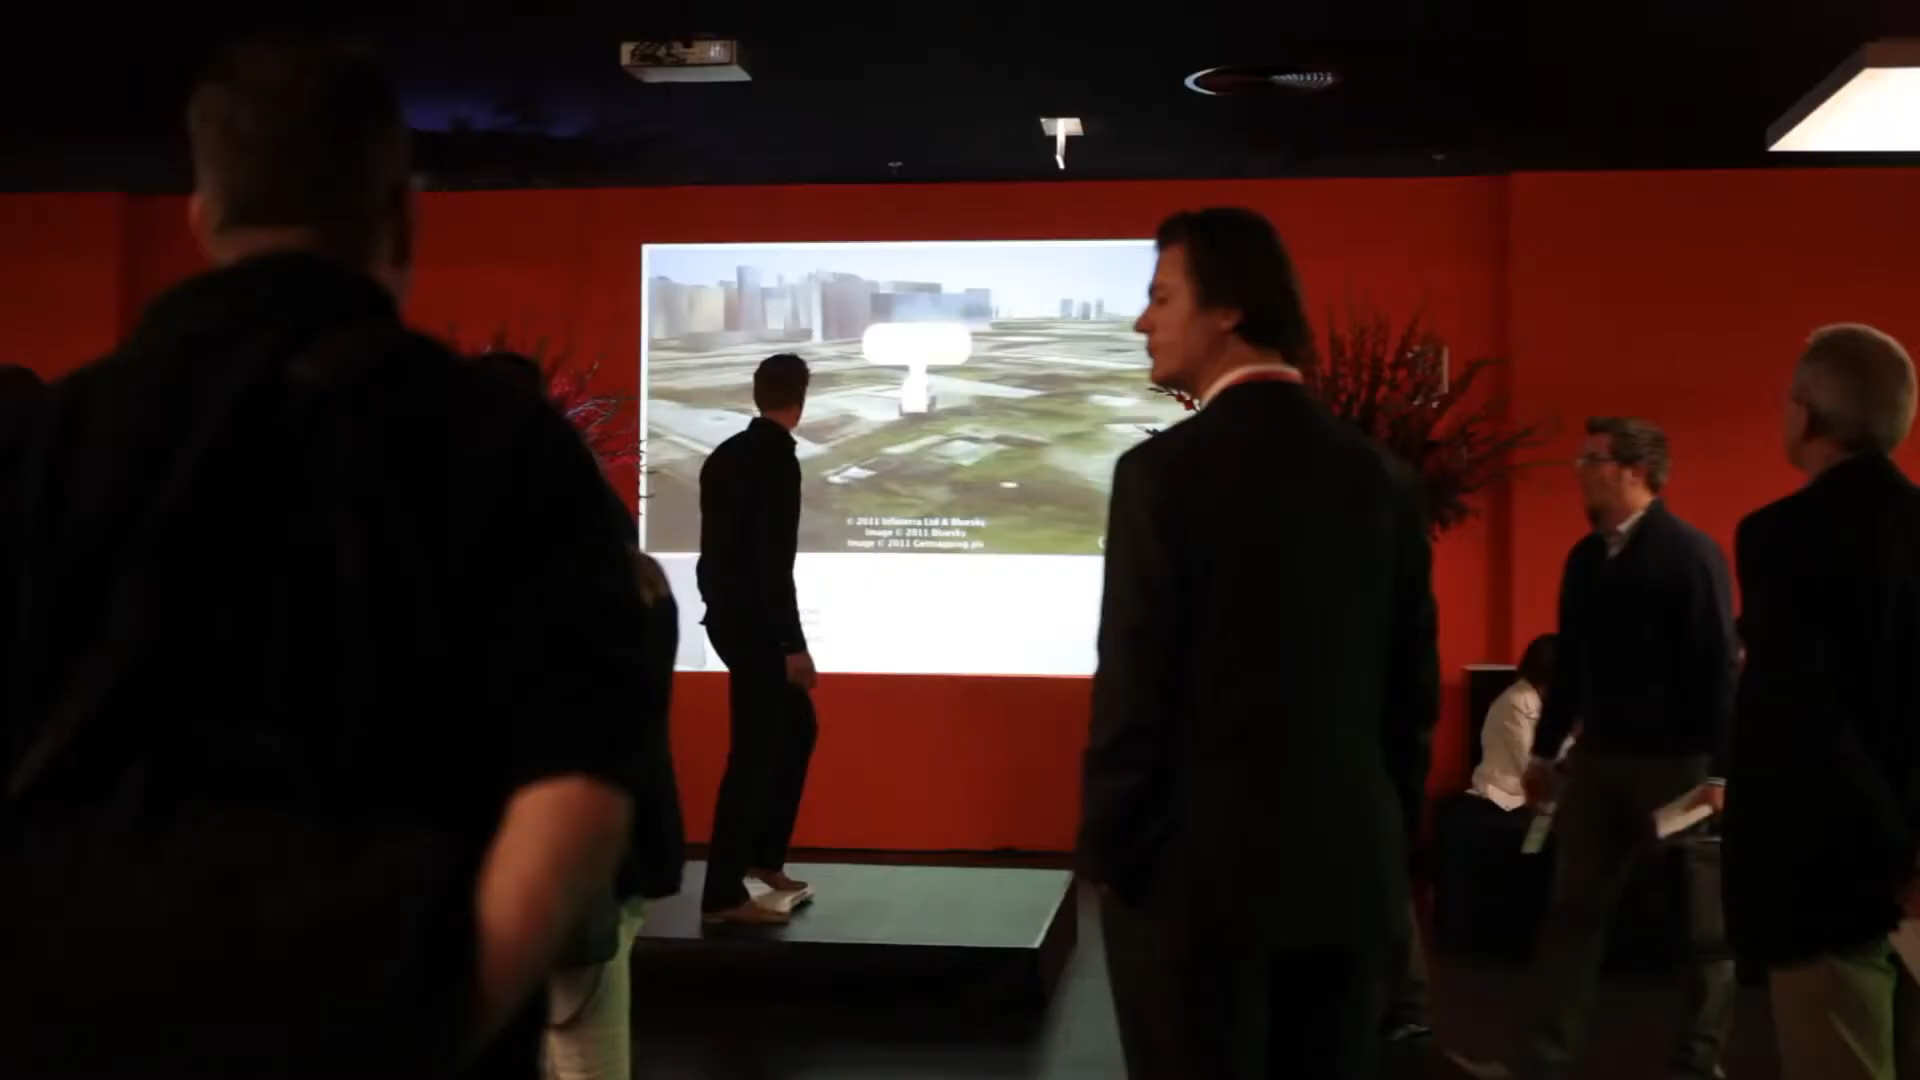 © 2011 Infoterra Ltd & Bluesky
Image © 2011 Bluesky
Image © 2011 Getmapping plc